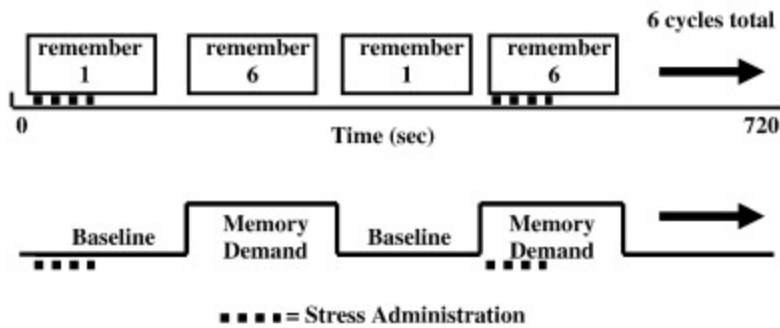 6 cycles total
remember
1
remember
6
remember
1
remember
6
0
Time (sec)
720
Baseline
Memory
Demand
Baseline
Memory
Demand
= Stress Administration